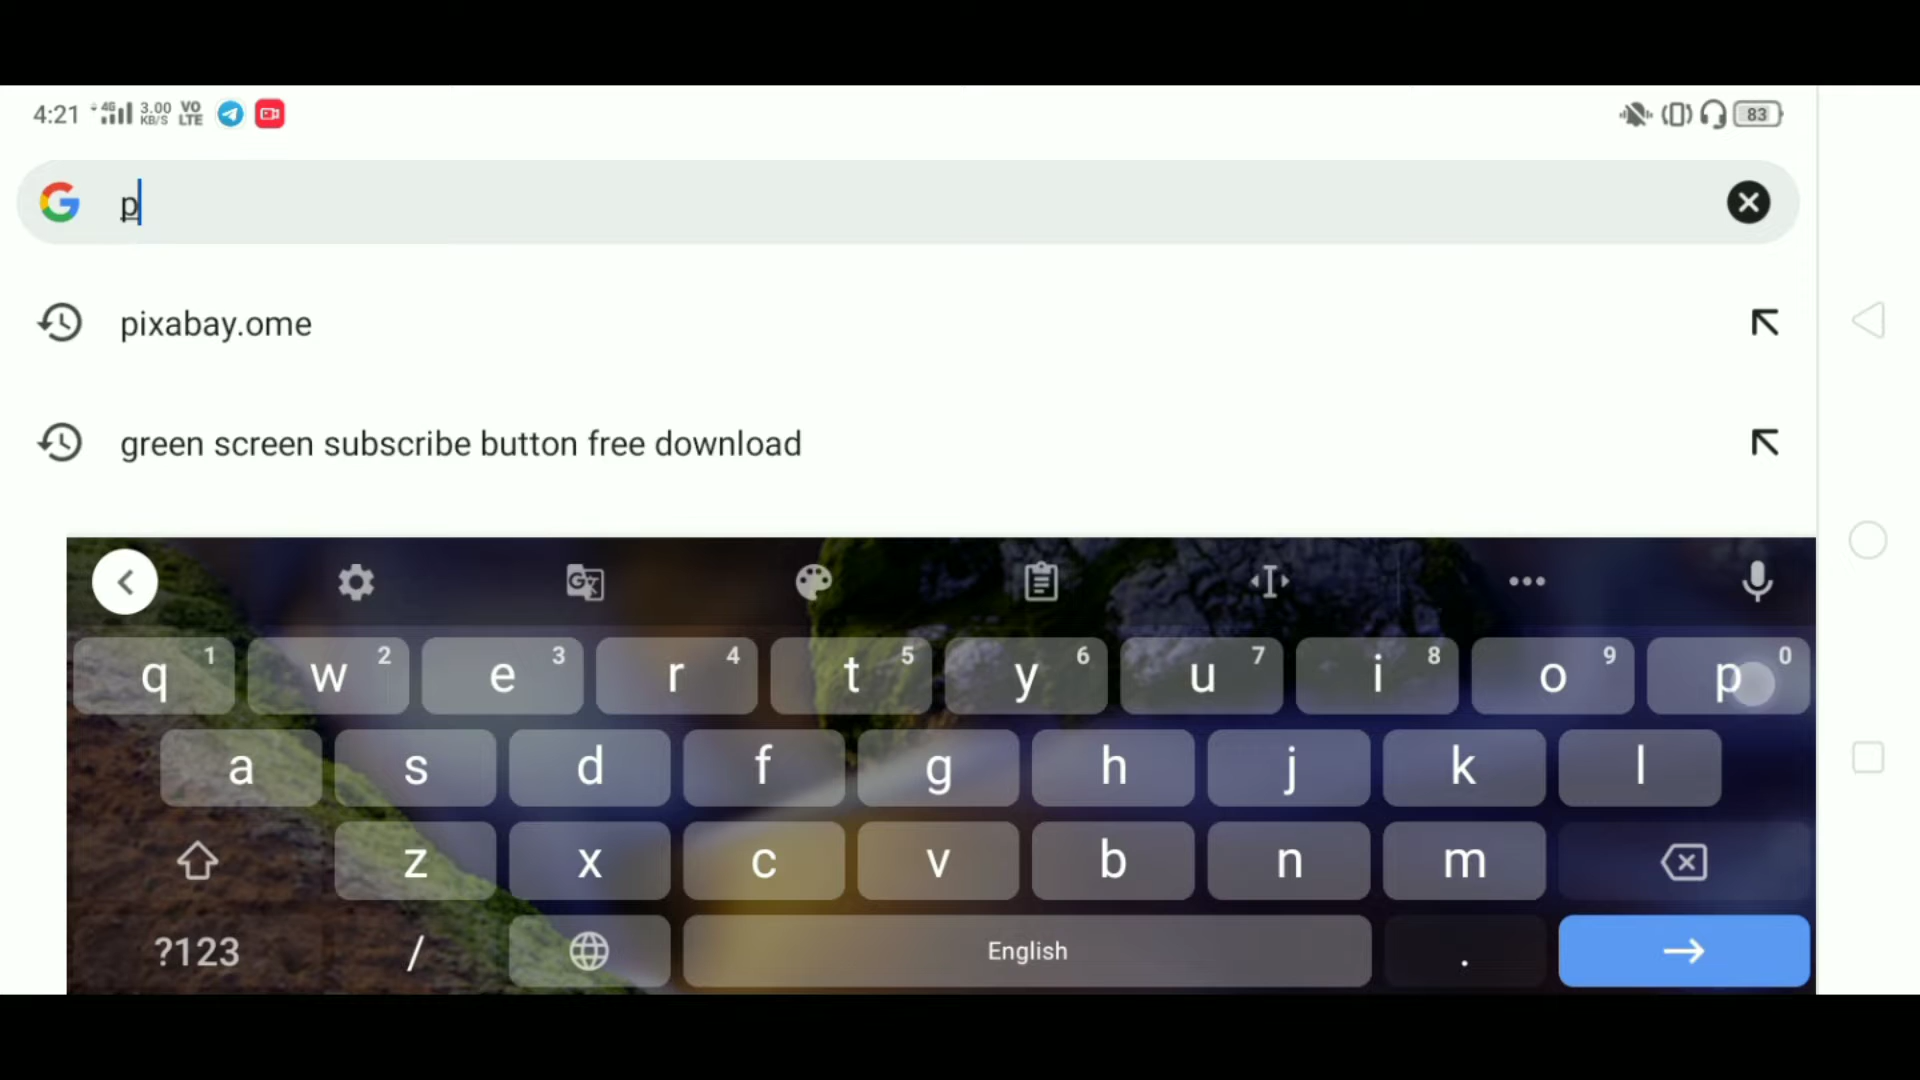 4:21 4G 3.00 KB/S VO LTE 83
p
pixabay.ome
green screen subscribe button free download
q 1 w 2 e 3 r 4 t 5 y 6 u 7 i 8 o 9 p 0
a s d f g h j k l
z x c v b n m
?123 / English .